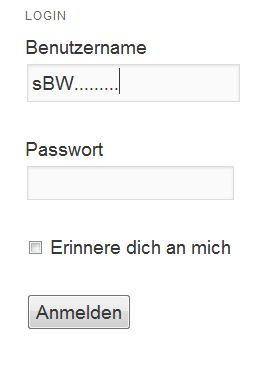 LOGIN
Benutzername
sBW.........
Passwort
Erinnere dich an mich
Anmelden